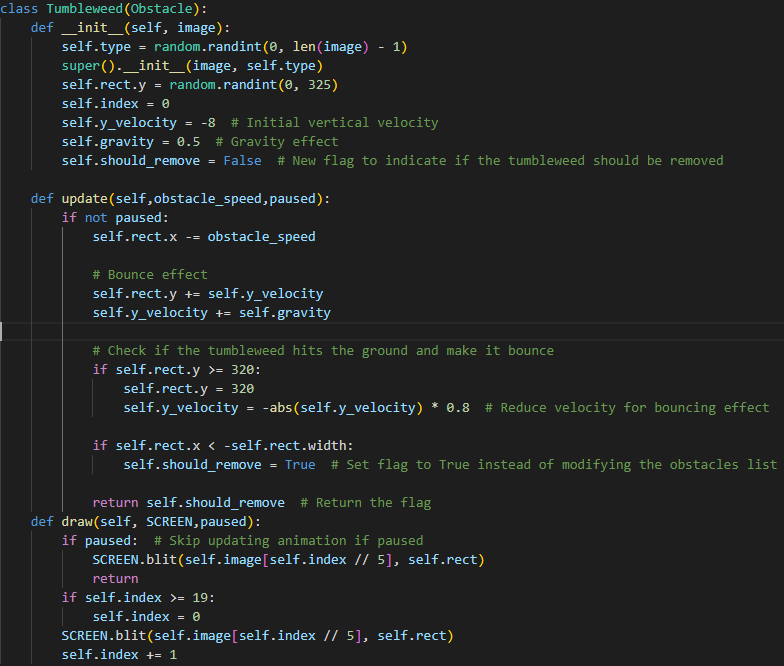 class Tumbleweed(Obstacle):
    def __init__(self, image):
        self.type = random.randint(0, len(image) - 1)
        super().__init__(image, self.type)
        self.rect.y = random.randint(0, 325)
        self.index = 0
        self.y_velocity = -8  # Initial vertical velocity
        self.gravity = 0.5  # Gravity effect
        self.should_remove = False  # New flag to indicate if the tumbleweed should be removed

    def update(self,obstacle_speed,paused):
        if not paused:
            self.rect.x -= obstacle_speed

            # Bounce effect
            self.rect.y += self.y_velocity
            self.y_velocity += self.gravity

            # Check if the tumbleweed hits the ground and make it bounce
            if self.rect.y >= 320:
                self.rect.y = 320
                self.y_velocity = -abs(self.y_velocity) * 0.8  # Reduce velocity for bouncing effect

            if self.rect.x < -self.rect.width:
                self.should_remove = True  # Set flag to True instead of modifying the obstacles list

            return self.should_remove  # Return the flag
    def draw(self, SCREEN,paused):
        if paused:  # Skip updating animation if paused
            SCREEN.blit(self.image[self.index // 5], self.rect)
            return
        if self.index >= 19:
            self.index = 0
        SCREEN.blit(self.image[self.index // 5], self.rect)
        self.index += 1